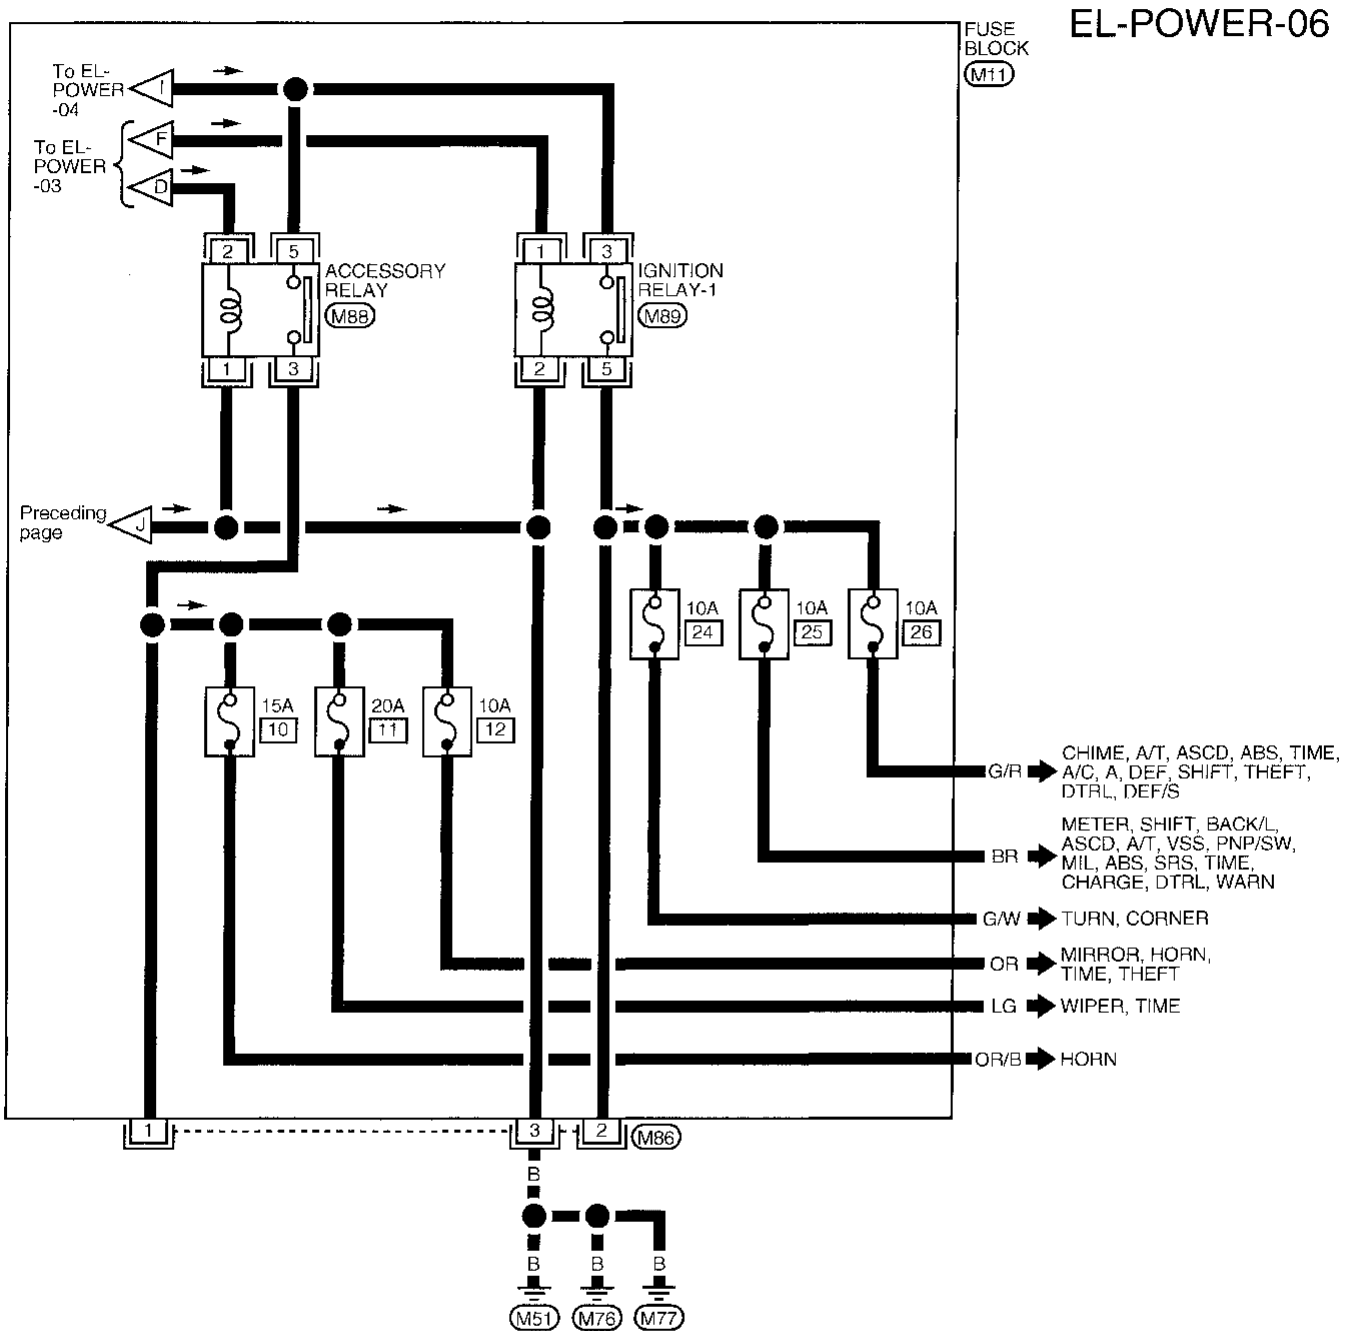 EL-POWER-06
FUSE
BLOCK
M11
To EL-
POWER
-04
I
F
To EL-
POWER
-03
D
2
5
1
3
ACCESSORY
RELAY
M88
IGNITION
RELAY-1
M89
1
3
2
5
Preceding
page
J
10A
24
10A
25
10A
26
15A
10
20A
11
10A
12
G/R
CHIME, A/T, ASCD, ABS, TIME,
A/C, A, DEF, SHIFT, THEFT,
DTRL, DEF/S
BR
METER, SHIFT, BACK/L,
ASCD, A/T, VSS, PNP/SW,
MIL, ABS, SRS, TIME,
CHARGE, DTRL, WARN
G/W
TURN, CORNER
OR
MIRROR, HORN,
TIME, THEFT
LG
WIPER, TIME
OR/B
HORN
1
3
2
M86
B
B
B
B
M51
M76
M77